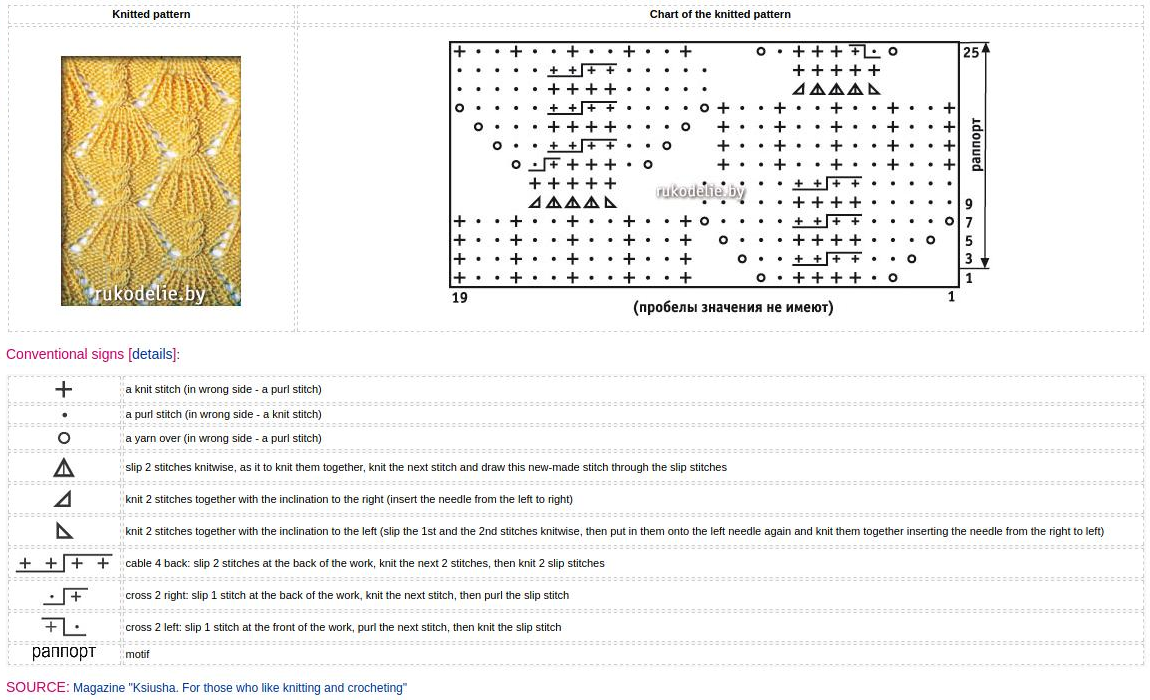 Knitted pattern
Chart of the knitted pattern
rukodelie.by
25
раппорт
rukodelie.by
9
7
5
3
1
19
1
(пробелы значения не имеют)
Conventional signs [details]:
a knit stitch (in wrong side - a purl stitch)
a purl stitch (in wrong side - a knit stitch)
a yarn over (in wrong side - a purl stitch)
slip 2 stitches knitwise, as it to knit them together, knit the next stitch and draw this new-made stitch through the slip stitches
knit 2 stitches together with the inclination to the right (insert the needle from the left to right)
knit 2 stitches together with the inclination to the left (slip the 1st and the 2nd stitches knitwise, then put in them onto the left needle again and knit them together inserting the needle from the right to left)
cable 4 back: slip 2 stitches at the back of the work, knit the next 2 stitches, then knit 2 slip stitches
cross 2 right: slip 1 stitch at the back of the work, knit the next stitch, then purl the slip stitch
cross 2 left: slip 1 stitch at the front of the work, purl the next stitch, then knit the slip stitch
раппорт motif
SOURCE: Magazine "Ksiusha. For those who like knitting and crocheting"